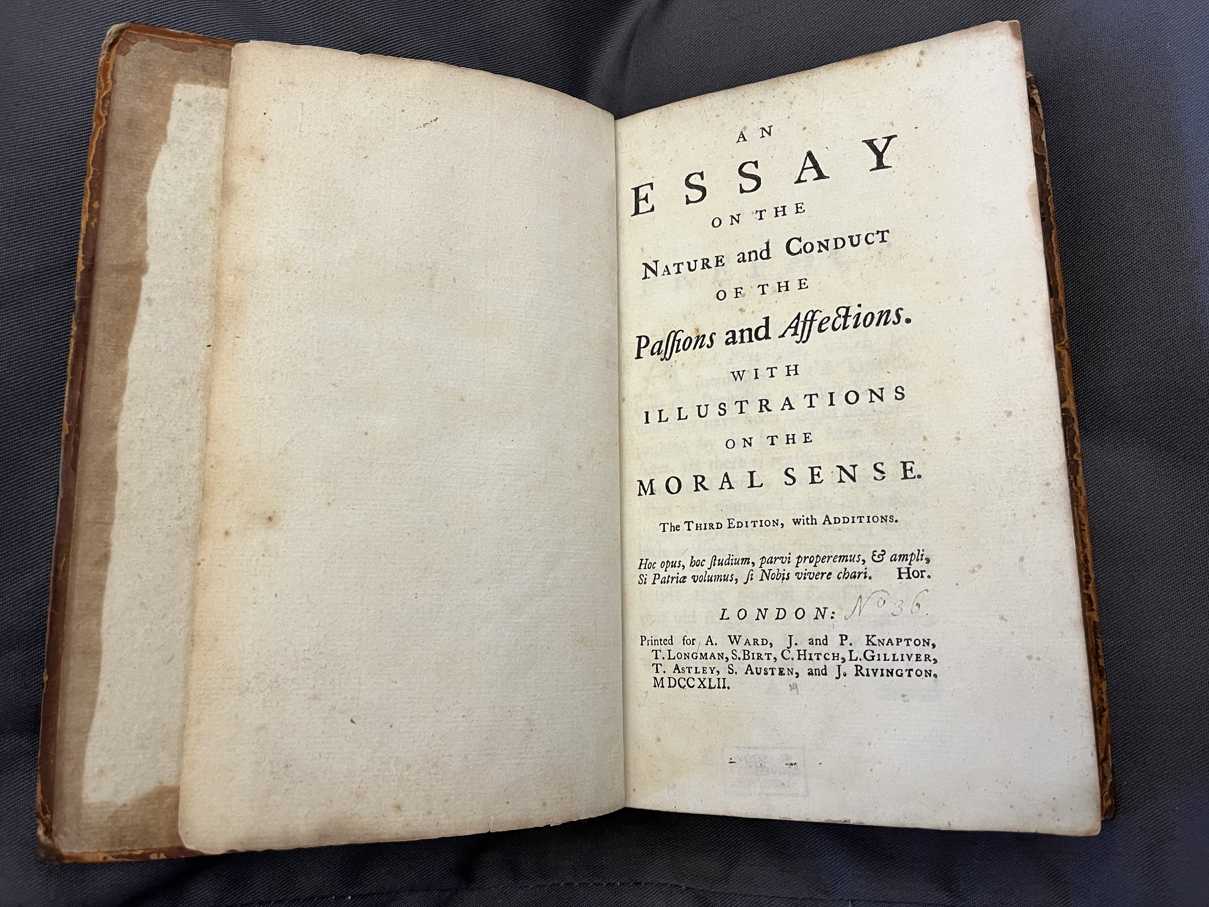 AN
ESSAY
ON THE
NATURE and CONDUCT
OF THE
Paſſions and Affections.
WITH
ILLUSTRATIONS
ON THE
MORAL SENSE.
The THIRD EDITION, with ADDITIONS.
Hoc opus, hoc ſtudium, parvi properemus, & ampli,
Si Patriæ volumus, ſi Nobis vivere chari. Hor.
LONDON: No 36.
Printed for A. WARD, J. and P. KNAPTON,
T. LONGMAN, S. BIRT, C. HITCH, L. GILLIVER,
T. ASTLEY, S. AUSTEN, and J. RIVINGTON.
MDCCXLII.